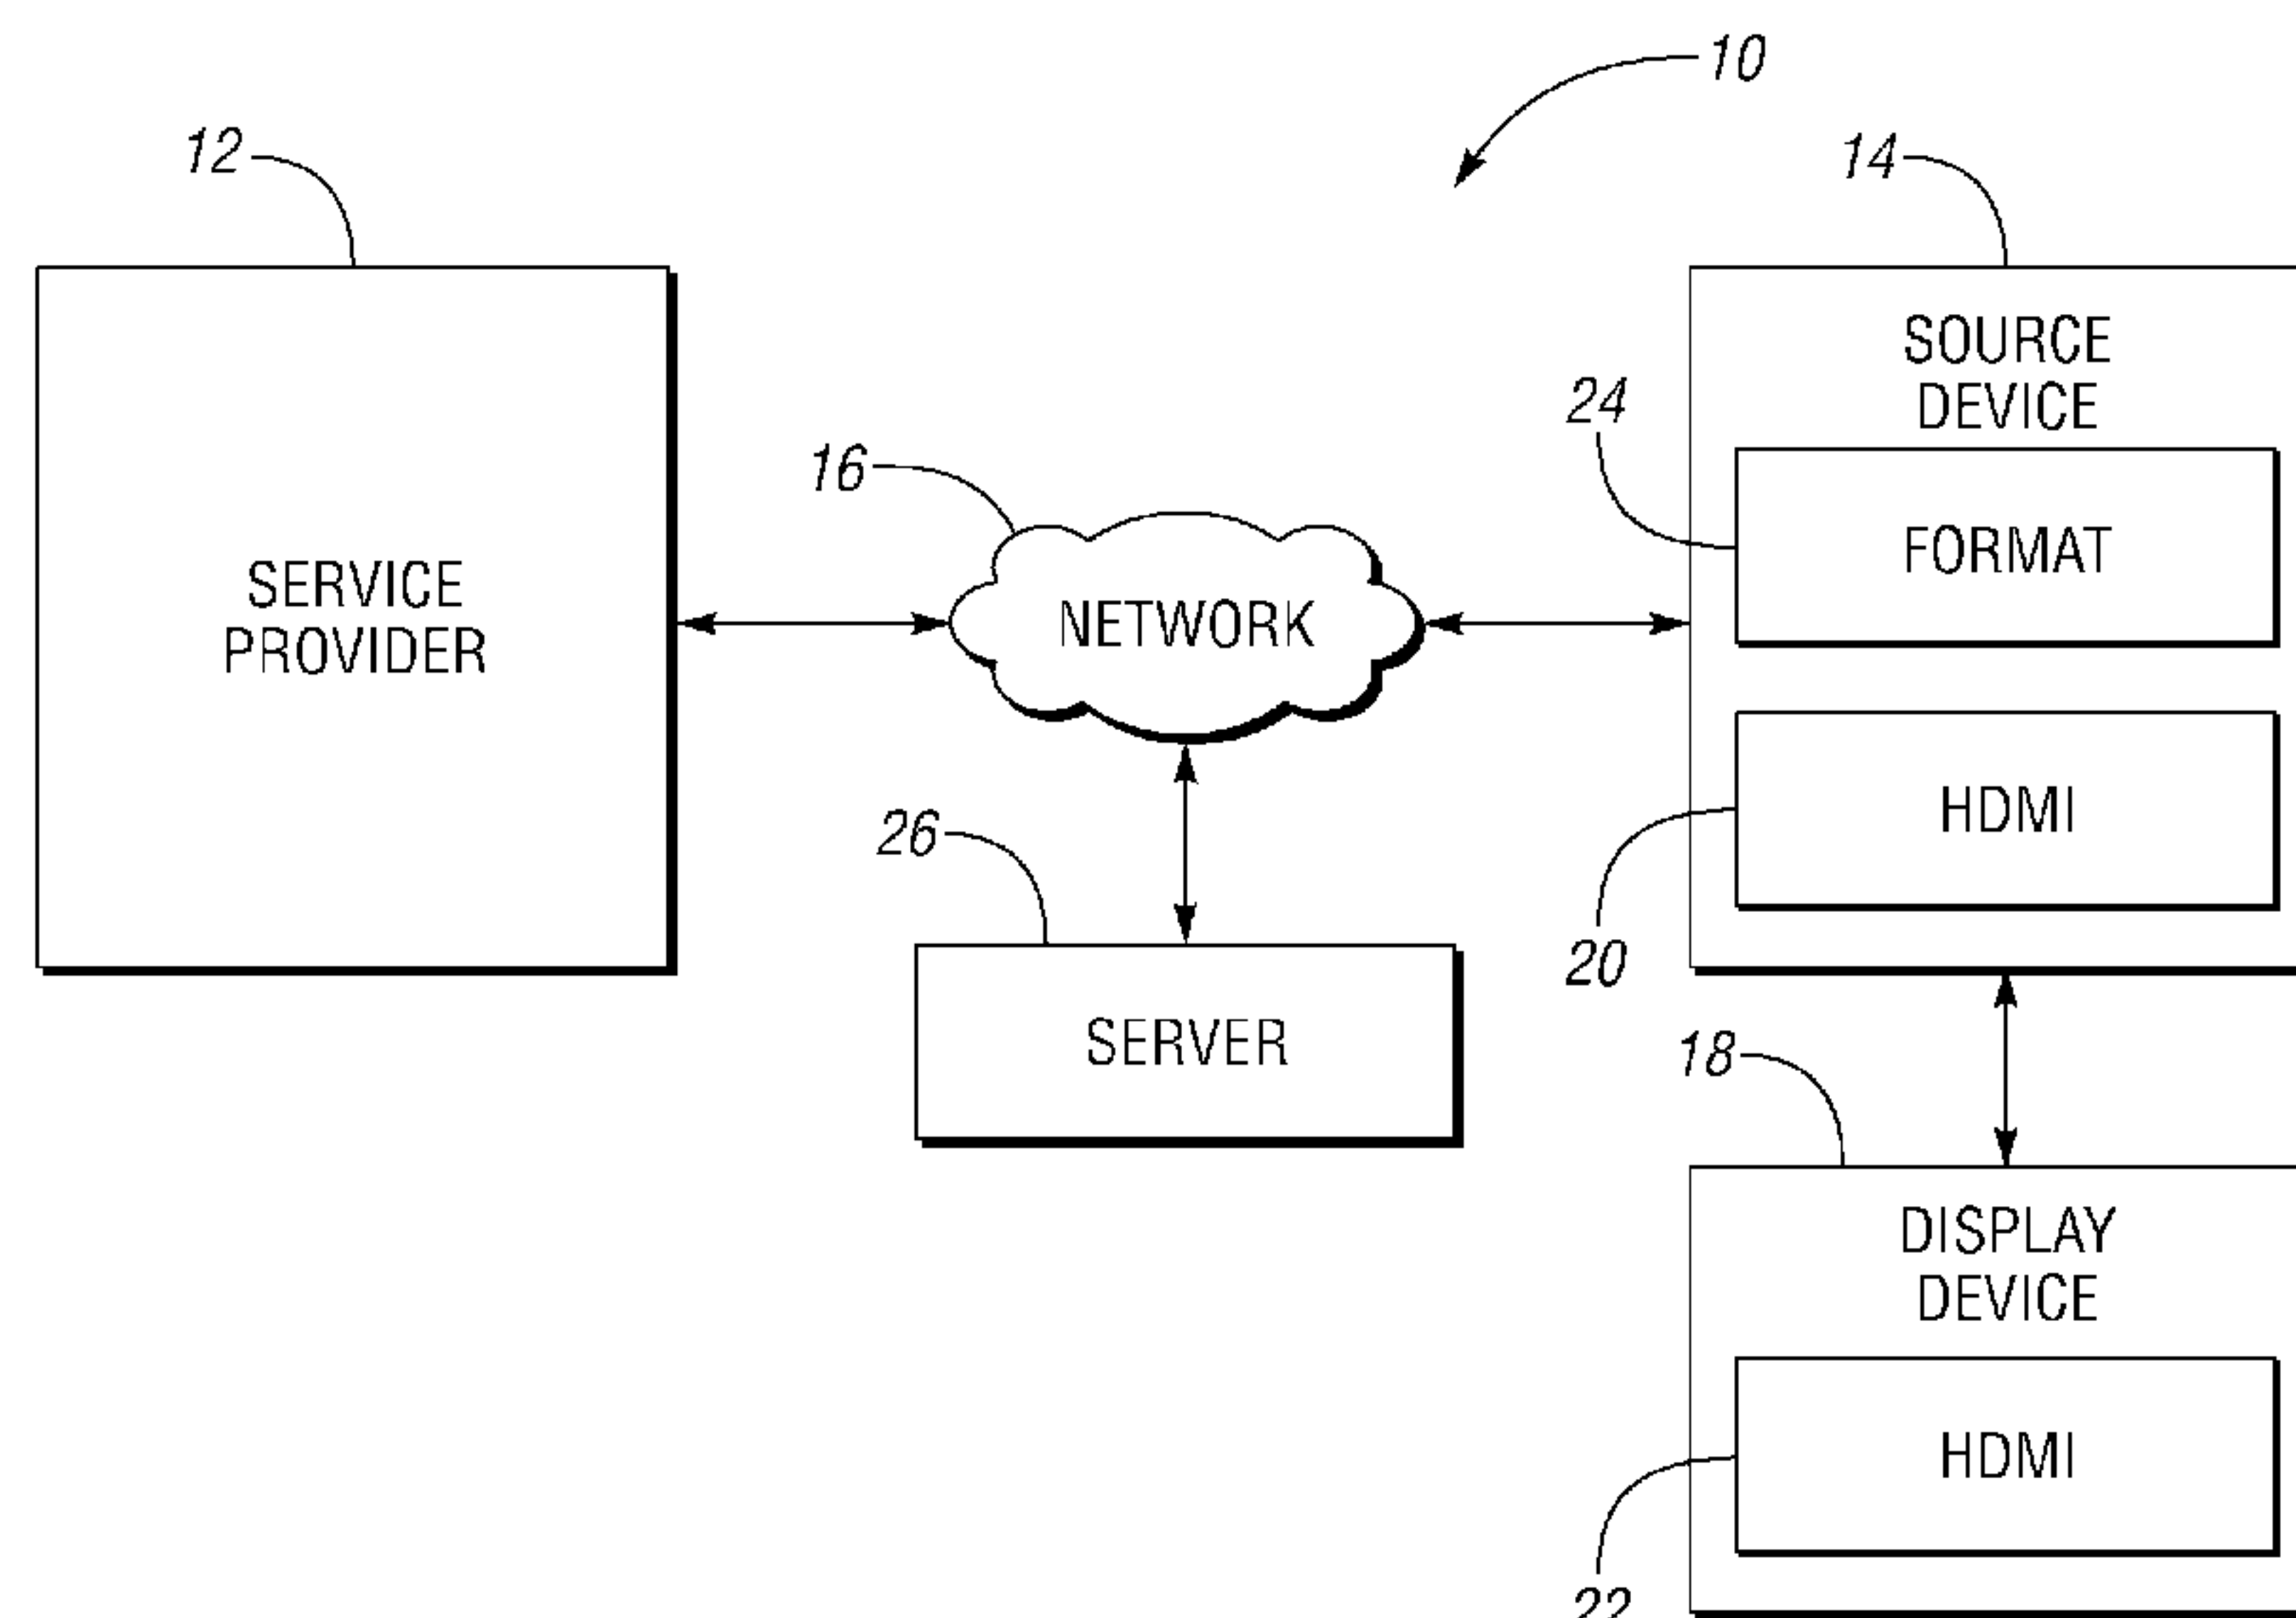 10
12
14
SOURCE
DEVICE
24
FORMAT
16
SERVICE
PROVIDER
NETWORK
HDMI
26
20
SERVER
18
DISPLAY
DEVICE
HDMI
22